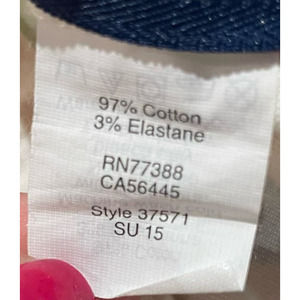 97% Cotton
3% Elastane
RN77388
CA56445
Style 37571
SU 15